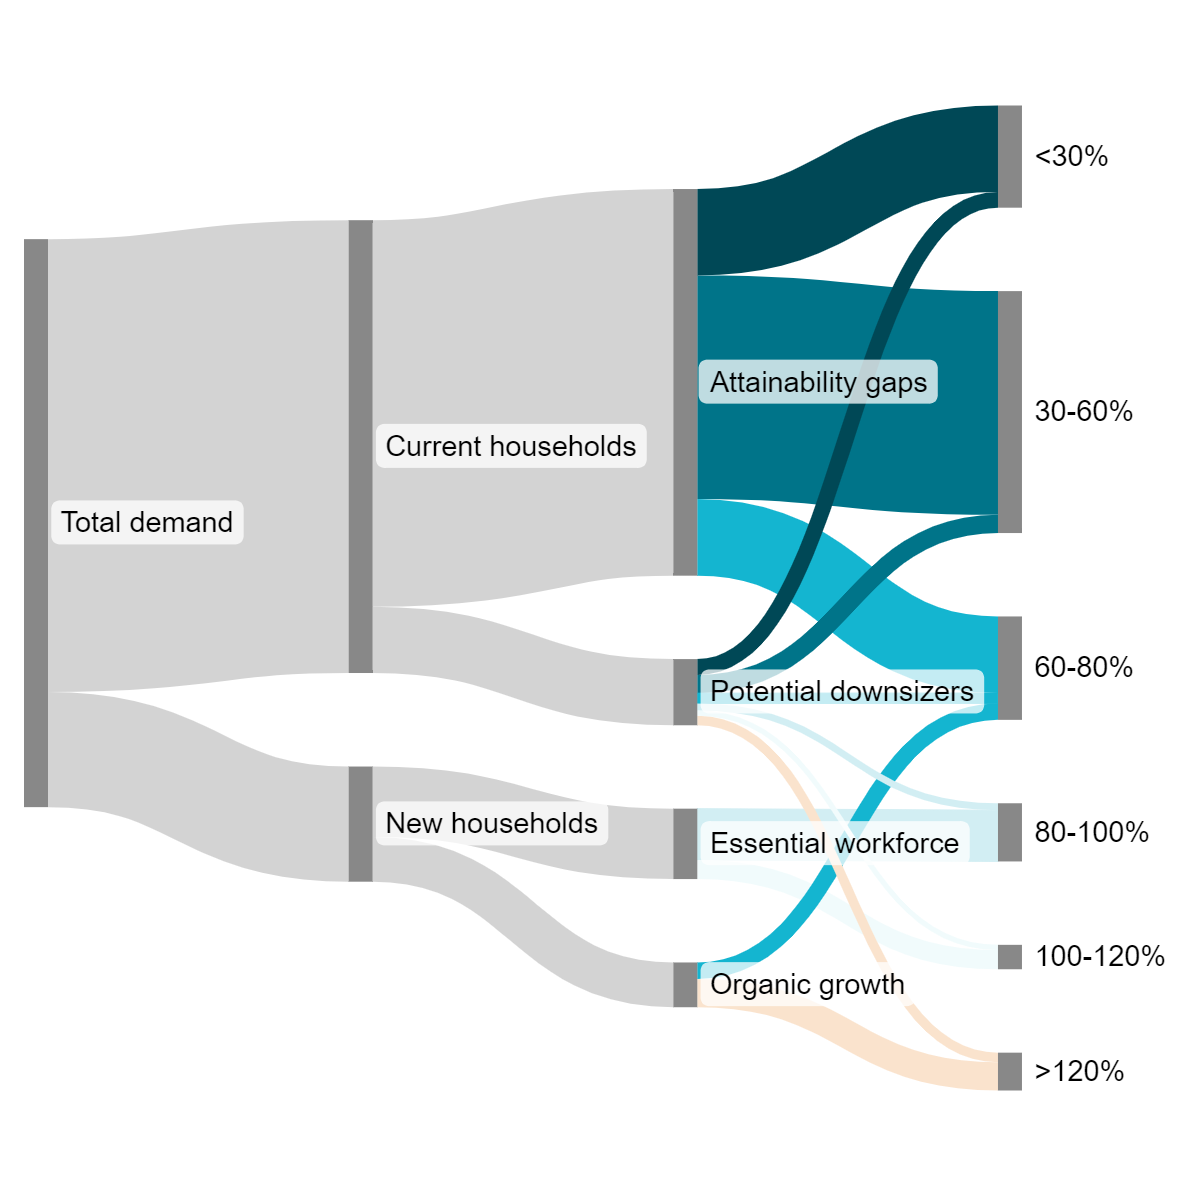 Total demand
Current households
New households
Attainability gaps
Potential downsizers
Essential workforce
Organic growth
<30%
30-60%
60-80%
80-100%
100-120%
>120%